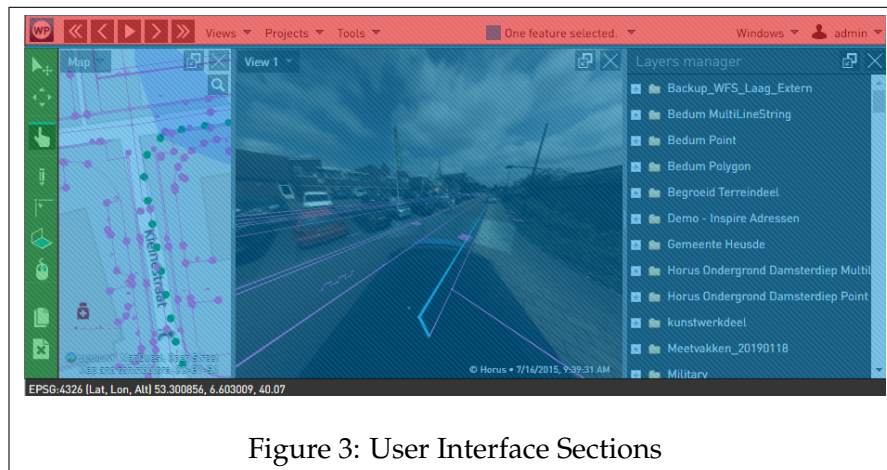 WP Views Projects Tools One feature selected. Windows admin
Map View 1 Layers manager
Backup_WFS_Laag_Extern
Bedum MultiLineString
Bedum Point
Bedum Polygon
Begroeid Terreindeel
Demo - Inspire Adressen
Gemeente Heusde
Horus Ondergrond Damsterdiep Multil
Horus Ondergrond Damsterdiep Point
kunstwerkdeel
Meetvakken_20190118
Military
Kleinestraat
© Horus • 7/16/2015, 9:39:31 AM
EPSG:4326 (Lat, Lon, Alt) 53.300856, 6.603009, 40.07
Figure 3: User Interface Sections